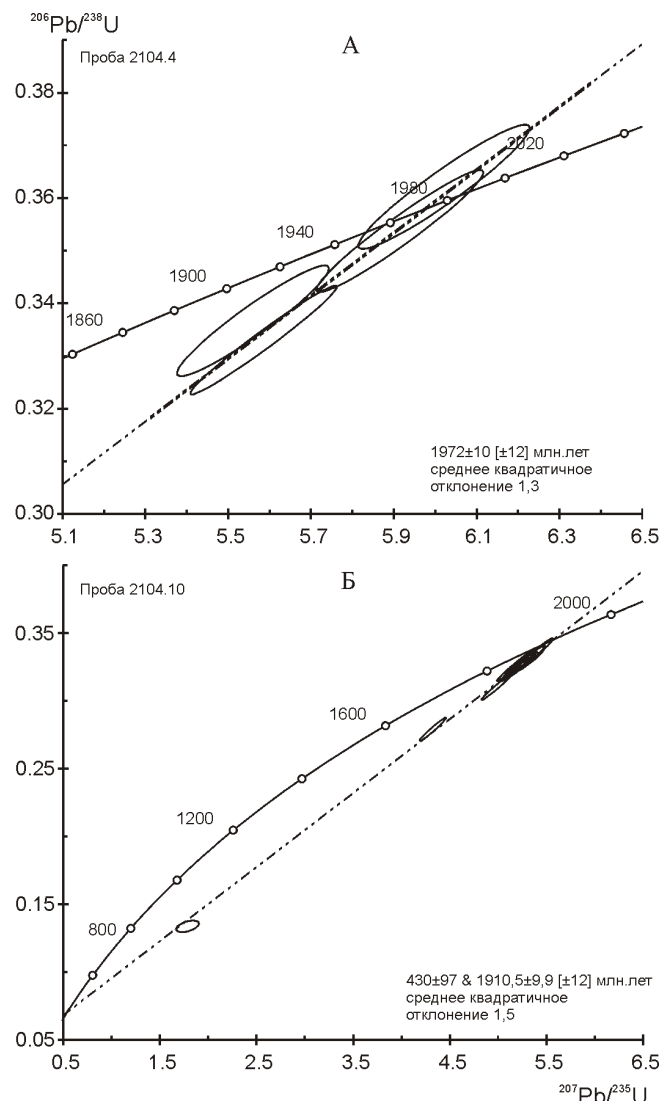 ²⁰⁶Pb/²³⁸U
А
Проба 2104.4
0.38
2020
0.36
1980
1940
1900
0.34
1860
0.32
1972±10 [±12] млн.лет
среднее квадратичное
отклонение 1,3
0.30
5.1 5.3 5.5 5.7 5.9 6.1 6.3 6.5
Б
Проба 2104.10
2000
0.35
1600
0.25
1200
0.15
800
430±97 & 1910,5±9,9 [±12] млн.лет
среднее квадратичное
отклонение 1,5
0.05
0.5 1.5 2.5 3.5 4.5 5.5 6.5
²⁰⁷Pb/²³⁵U